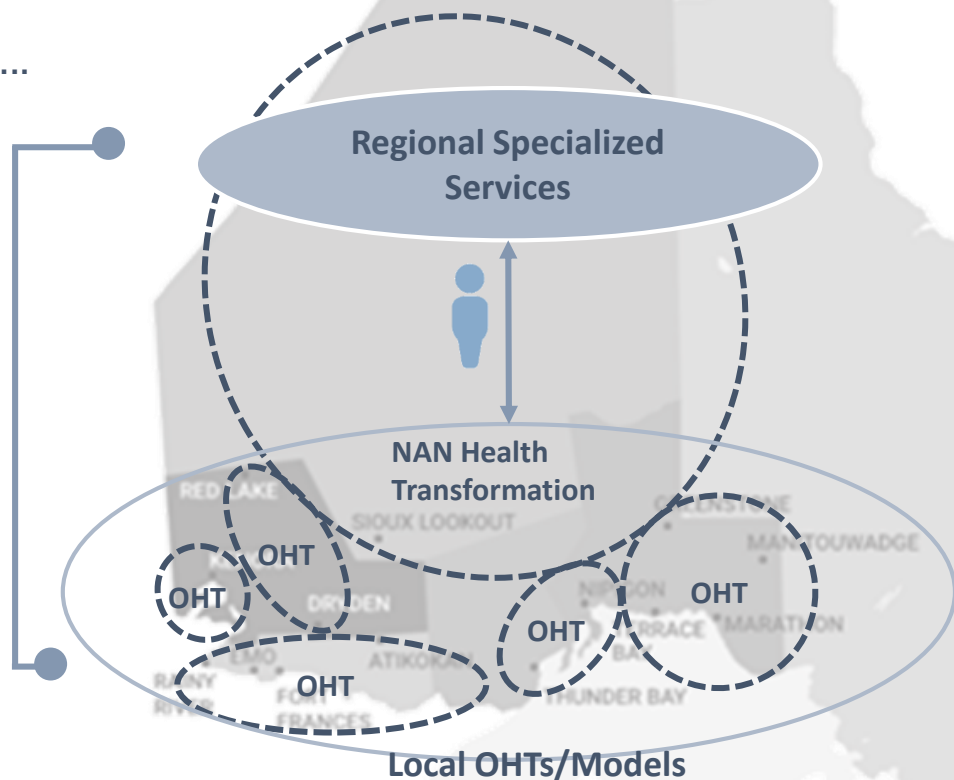 ...
Regional Specialized
Services
NAN Health
Transformation
RED LAKE
SIOUX LOOKOUT
GREENSTONE
MANITOUWADGE
OHT
OHT
DRYDEN
NIPIGON
OHT
OHT
TERRACE
BAY
MARATHON
EMO
ATIKOKAN
RAINY
RIVER
OHT
FORT
FRANCES
THUNDER BAY
Local OHTs/Models